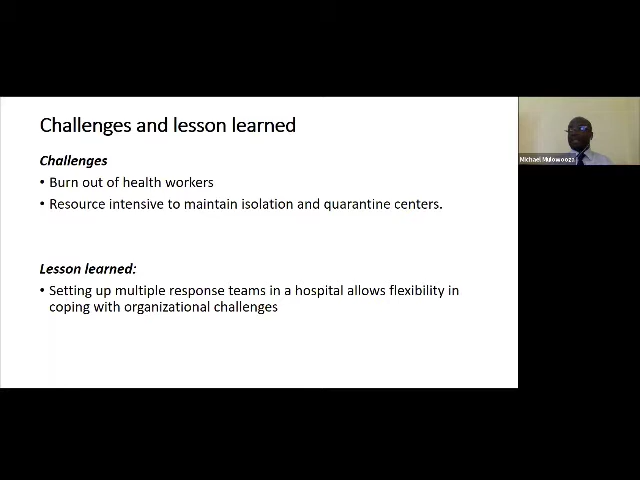 Challenges and lesson learned
Challenges
• Burn out of health workers
• Resource intensive to maintain isolation and quarantine centers.
Lesson learned:
• Setting up multiple response teams in a hospital allows flexibility in
coping with organizational challenges
Michael Mulowooza